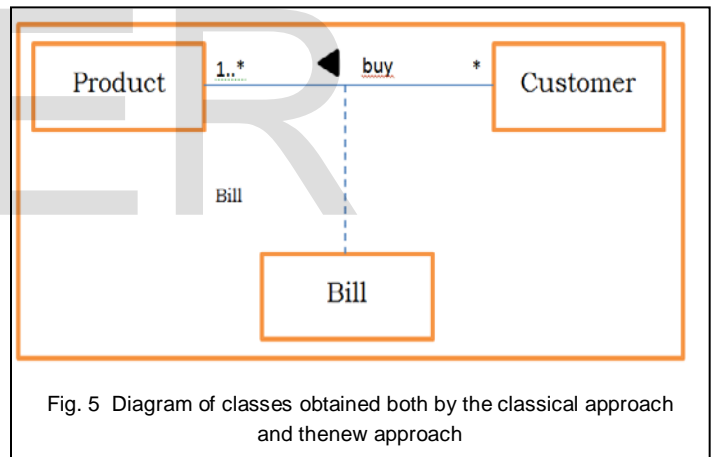 Product 1..* ◀ buy * Customer
Bill
Bill
Fig. 5 Diagram of classes obtained both by the classical approach
and thenew approach